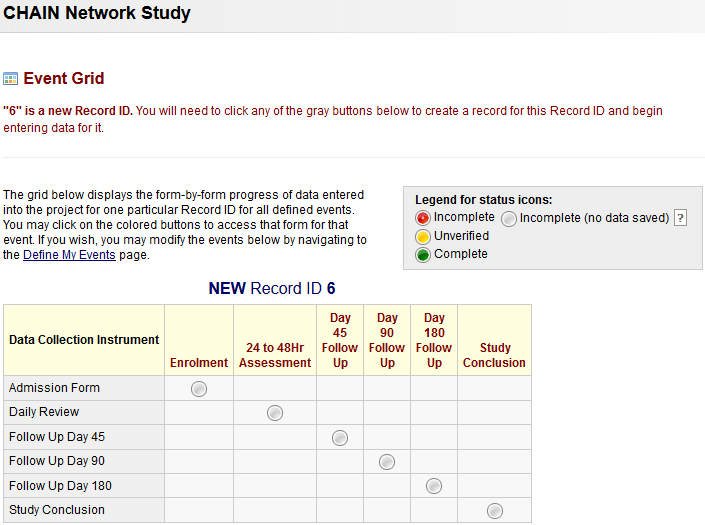 CHAIN Network Study
Event Grid
"6" is a new Record ID. You will need to click any of the gray buttons below to create a record for this Record ID and begin
entering data for it.
The grid below displays the form-by-form progress of data entered
into the project for one particular Record ID for all defined events.
You may click on the colored buttons to access that form for that
event. If you wish, you may modify the events below by navigating to
the Define My Events page.
Legend for status icons:
Incomplete Incomplete (no data saved) ?
Unverified
Complete
NEW Record ID 6
Data Collection Instrument
Enrolment
24 to 48Hr
Assessment
Day
45
Follow
Up
Day
90
Follow
Up
Day
180
Follow
Up
Study
Conclusion
Admission Form
Daily Review
Follow Up Day 45
Follow Up Day 90
Follow Up Day 180
Study Conclusion